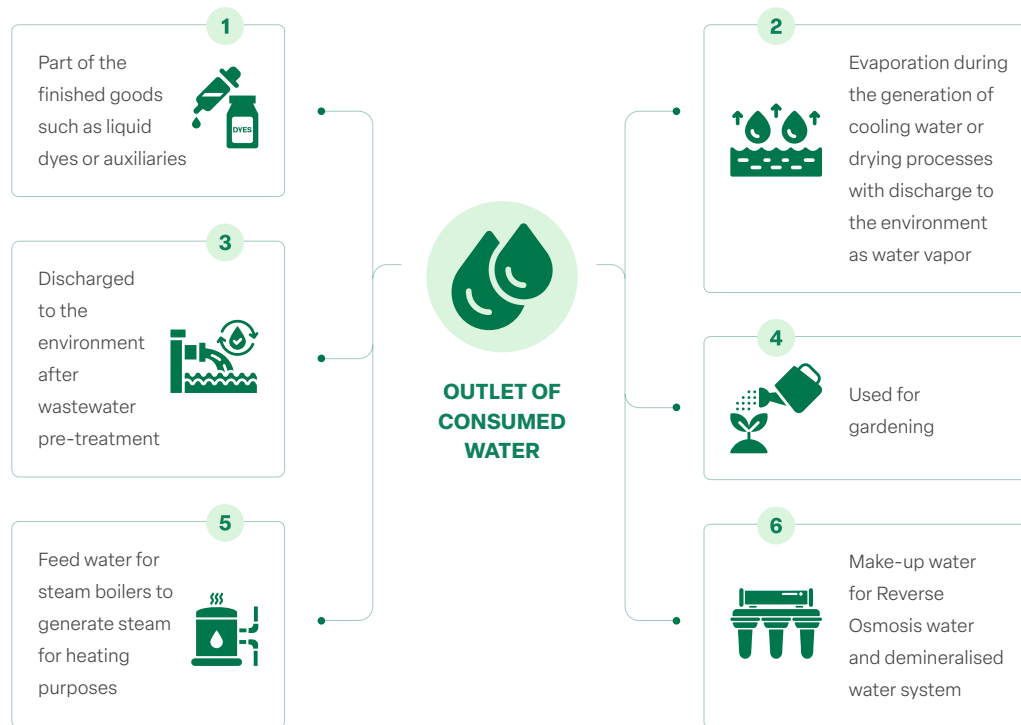 1
Part of the
finished goods
such as liquid
dyes or auxiliaries
DYES
2
Evaporation during
the generation of
cooling water or
drying processes
with discharge to
the environment
as water vapor
3
Discharged
to the
environment
after
wastewater
pre-treatment
OUTLET OF
CONSUMED
WATER
4
Used for
gardening
5
Feed water for
steam boilers to
generate steam
for heating
purposes
6
Make-up water
for Reverse
Osmosis water
and demineralised
water system